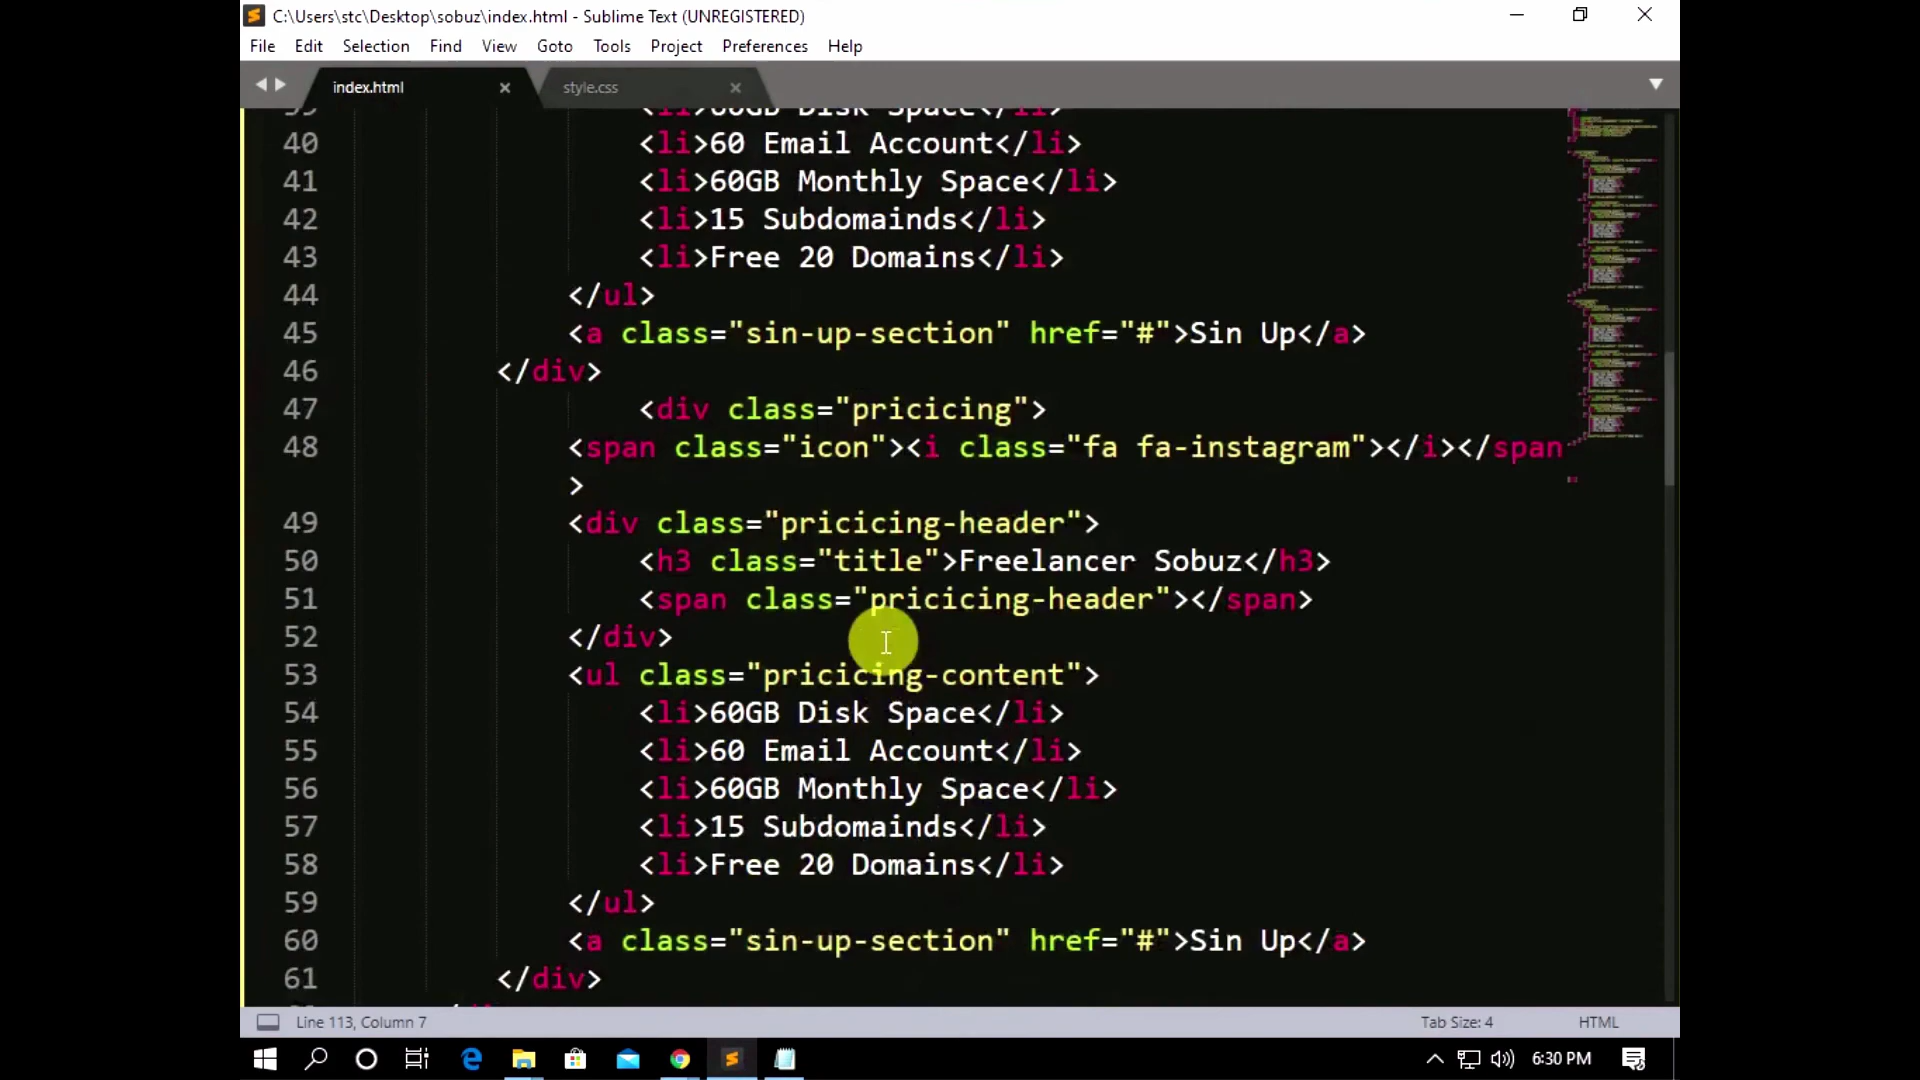 C:\Users\stc\Desktop\sobuz\index.html - Sublime Text (UNREGISTERED)
File Edit Selection Find View Goto Tools Project Preferences Help
index.html style.css
<li>60GB Disk Space</li>
40 <li>60 Email Account</li>
41 <li>60GB Monthly Space</li>
42 <li>15 Subdomainds</li>
43 <li>Free 20 Domains</li>
44 </ul>
45 <a class="sin-up-section" href="#">Sin Up</a>
46 </div>
47 <div class="pricicing">
48 <span class="icon"><i class="fa fa-instagram"></i></span
>
49 <div class="pricicing-header">
50 <h3 class="title">Freelancer Sobuz</h3>
51 <span class="pricicing-header"></span>
52 </div>
53 <ul class="pricicing-content">
54 <li>60GB Disk Space</li>
55 <li>60 Email Account</li>
56 <li>60GB Monthly Space</li>
57 <li>15 Subdomainds</li>
58 <li>Free 20 Domains</li>
59 </ul>
60 <a class="sin-up-section" href="#">Sin Up</a>
61 </div>
Line 113, Column 7 Tab Size: 4 HTML
6:30 PM